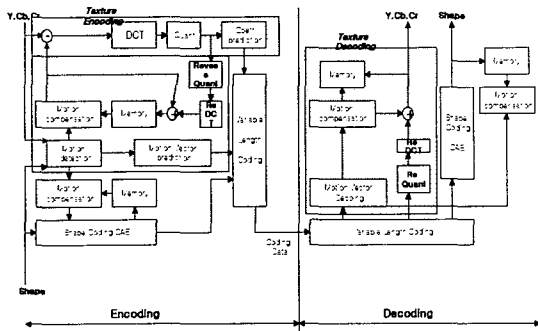 Y, Cb, Cr
Texture
Encoding
DCT
Quant
Coeff
prediction
Reverse
e
Quant
Re
DC
T
Memory
Motion
compensation
Motion
detection
Motion Vector
prediction
Variable
Length
Coding
Motion
compensation
Memory
Shape Coding CAE
Shape
Coding
Data
Encoding
Y, Cb, Cr
Shape
Texture
Decoding
Memory
Motion
compensation
Re
DCT
Re
Quant
Motion Vector
Shape Coding
CAE
Memory
Motion
compensation
Variable Length Coding
Decoding